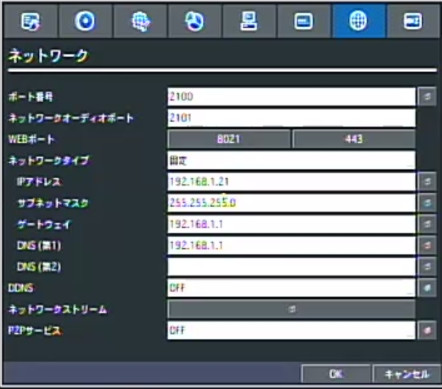 ネットワーク
ポート番号 2100
ネットワークオーディオポート 2101
WEBポート 8021 443
ネットワークタイプ 固定
IPアドレス 192.168.1.21
サブネットマスク 255.255.255.0
ゲートウェイ 192.168.1.1
DNS (第1) 192.168.1.1
DNS (第2)
DDNS OFF
ネットワークストリーム
P2Pサービス OFF
OK キャンセル